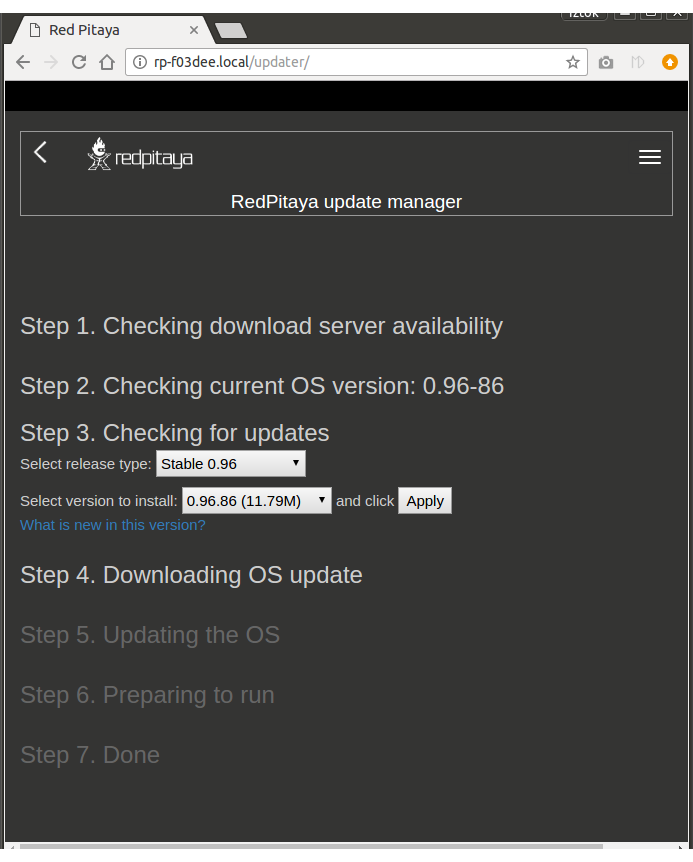 Iztok
Red Pitaya
rp-f03dee.local/updater/
redpitaya
RedPitaya update manager
Step 1. Checking download server availability
Step 2. Checking current OS version: 0.96-86
Step 3. Checking for updates
Select release type: Stable 0.96
Select version to install: 0.96.86 (11.79M) and click Apply
What is new in this version?
Step 4. Downloading OS update
Step 5. Updating the OS
Step 6. Preparing to run
Step 7. Done